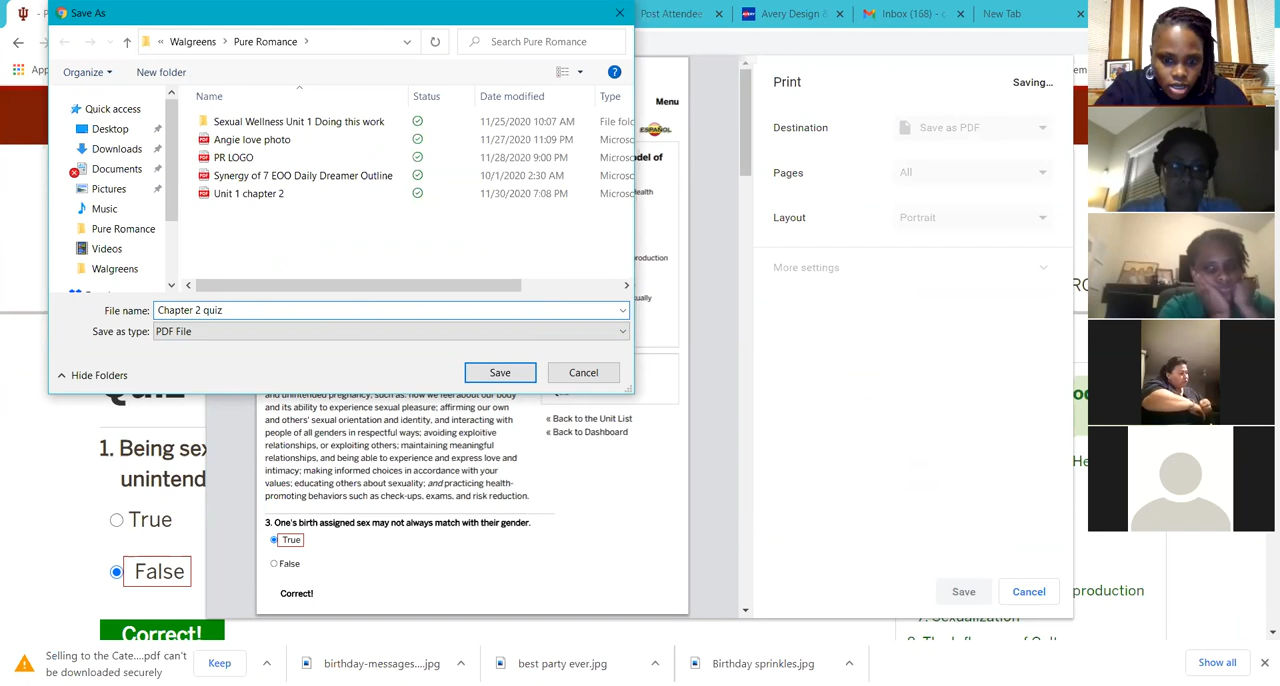 Save As
Post Attendee
Avery Design &
Inbox (168) -
New Tab
« Walgreens > Pure Romance >
Search Pure Romance
Organize
New folder
Name
Status
Date modified
Type
Quick access
Desktop
Downloads
Documents
Pictures
Music
Pure Romance
Videos
Walgreens
Sexual Wellness Unit 1 Doing this work 11/25/2020 10:07 AM File fold
Angie love photo 11/27/2020 11:09 PM Microso
PR LOGO 11/28/2020 9:00 PM Microso
Synergy of 7 EOO Daily Dreamer Outline 10/1/2020 2:30 AM Microso
Unit 1 chapter 2 11/30/2020 7:08 PM Microso
File name: Chapter 2 quiz
Save as type: PDF File
Hide Folders
Save
Cancel
Menu
ESPAÑOL
del of
ealth
roduction
ually
Print
Saving...
Destination
Save as PDF
Pages
All
Layout
Portrait
More settings
Save
Cancel
Quiz
1. Being sex
unintend
True
False
Correct!
and unintended pregnancy, such as: how we feel about our body
and its ability to experience sexual pleasure; affirming our own
and others' sexual orientation and identity, and interacting with
people of all genders in respectful ways; avoiding exploitive
relationships, or exploiting others; maintaining meaningful
relationships, and being able to experience and express love and
intimacy; making informed choices in accordance with your
values; educating others about sexuality; and practicing health-
promoting behaviors such as check-ups, exams, and risk reduction.
« Back to the Unit List
« Back to Dashboard
3. One's birth assigned sex may not always match with their gender.
True
False
Correct!
production
7. Sexualization
Selling to the Cate....pdf can't
be downloaded securely
Keep
birthday-messages....jpg
best party ever.jpg
Birthday sprinkles.jpg
Show all